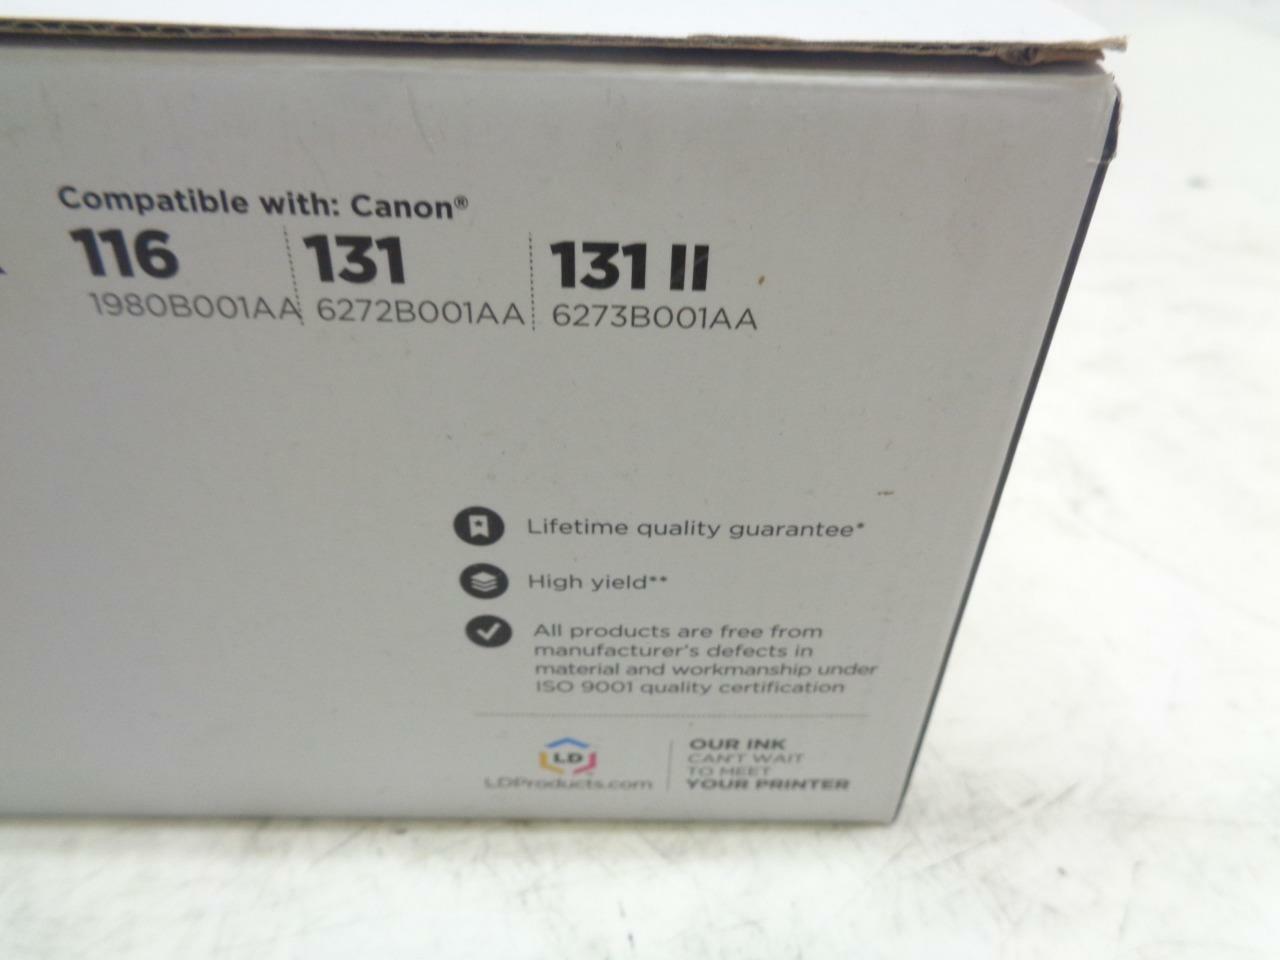 Compatible with: Canon®
116 131 131 II
1980B001AA 6272B001AA 6273B001AA
Lifetime quality guarantee*
High yield**
All products are free from
manufacturer's defects in
material and workmanship under
ISO 9001 quality certification
LD
LDProducts.com
OUR INK
CAN'T WAIT
TO MEET
YOUR PRINTER